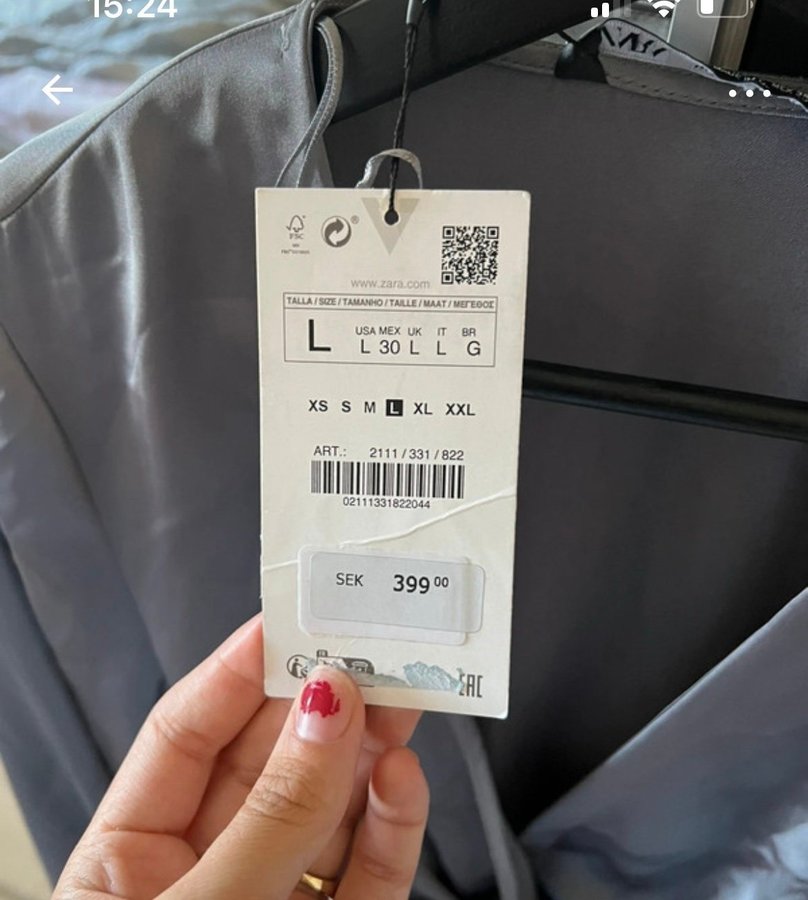 15:24
FSC
®
www.zara.com
TALLA / SIZE / TAMANHO / TAILLE / MAAT / ΜΕΓΕΘΟΣ
L
USA MEX UK IT BR
L 30 L L G
XS S M L XL XXL
ART.: 2111 / 331 / 822
02111331822044
SEK 399 00
EAC